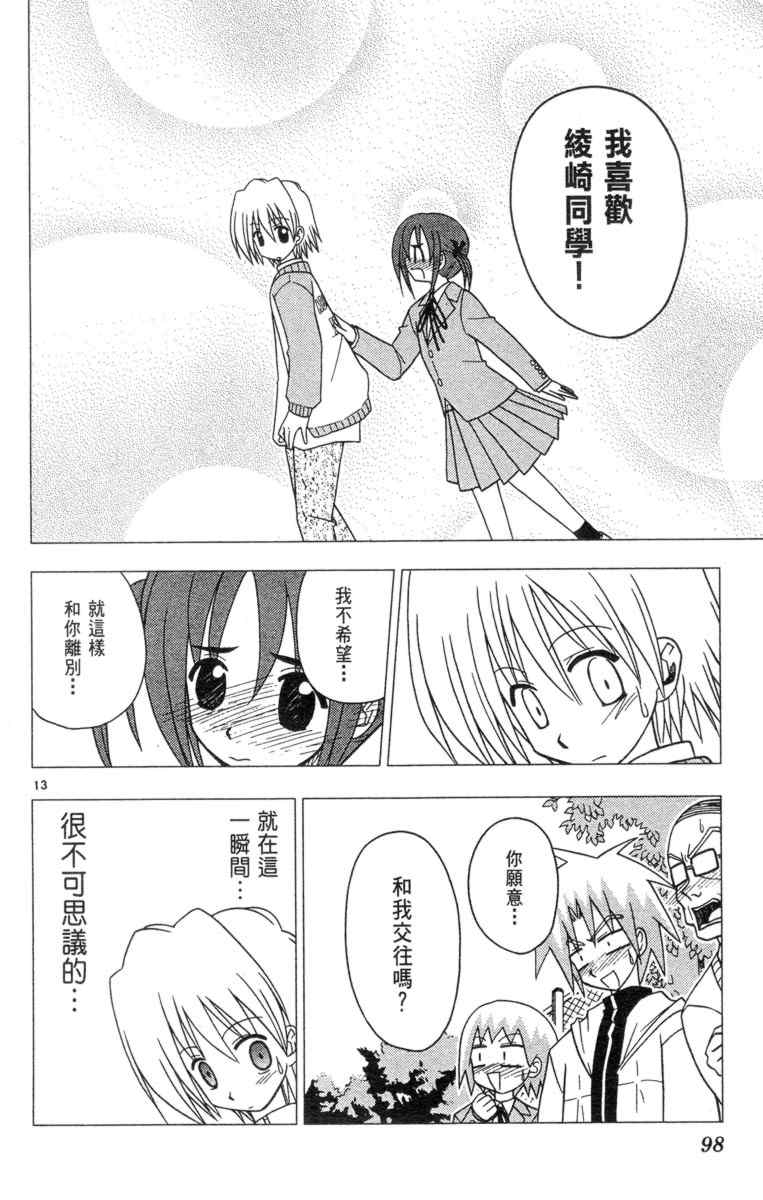 我喜歡
綾崎同學！
我不希望…
就這樣
和你離別…
13
你願意…
和我交往嗎？
就在這
一瞬間…
很不可思議的…
98